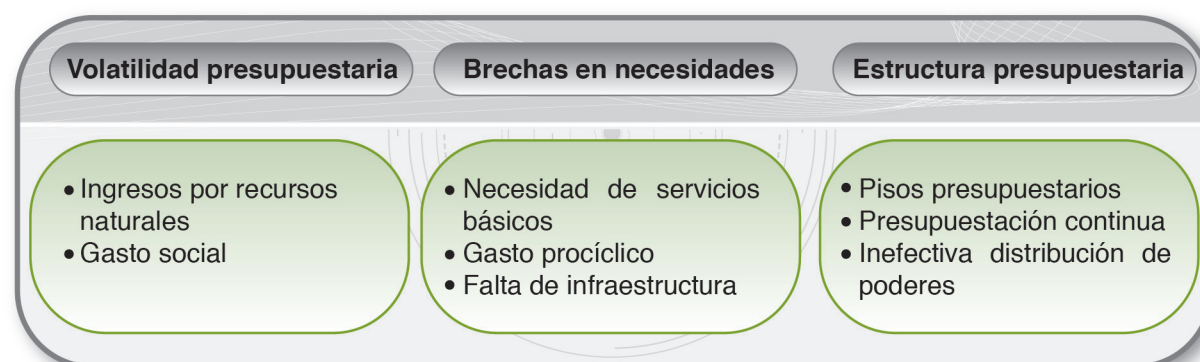 Volatilidad presupuestaria
Brechas en necesidades
Estructura presupuestaria
• Ingresos por recursos
naturales
• Gasto social
• Necesidad de servicios
básicos
• Gasto procíclico
• Falta de infraestructura
• Pisos presupuestarios
• Presupuestación continua
• Inefectiva distribución de
poderes